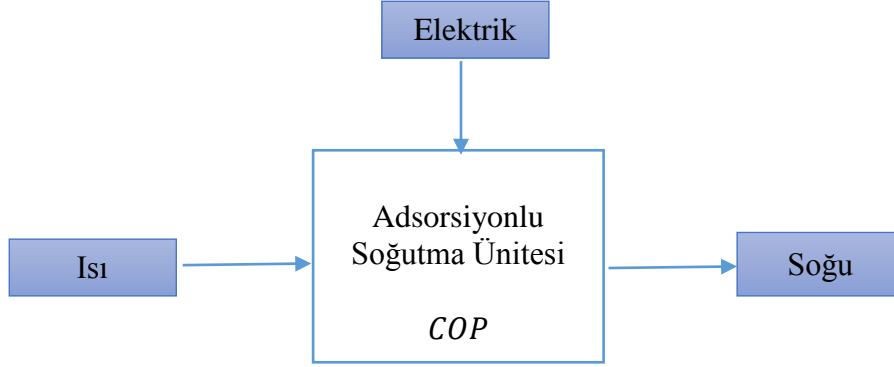 Elektrik
Adsorsiyonlu
Soğutma Ünitesi
COP
Isı
Soğu